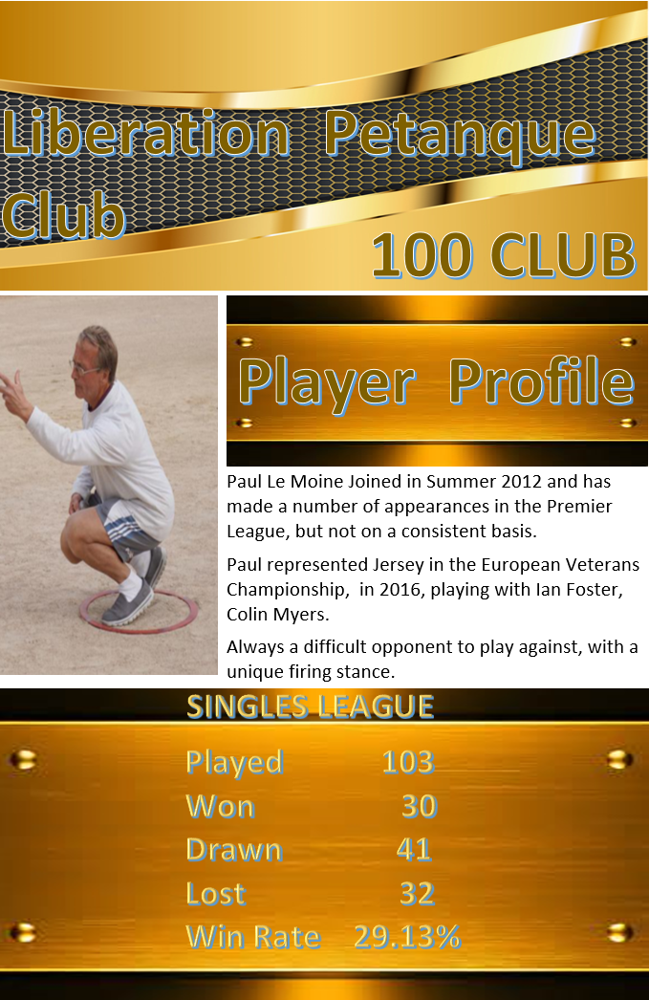 Liberation Petanque
Club
100 CLUB
Player Profile
Paul Le Moine Joined in Summer 2012 and has
made a number of appearances in the Premier
League, but not on a consistent basis.
Paul represented Jersey in the European Veterans
Championship, in 2016, playing with Ian Foster,
Colin Myers.
Always a difficult opponent to play against, with a
unique firing stance.
SINGLES LEAGUE
Played 103
Won 30
Drawn 41
Lost 32
Win Rate 29.13%